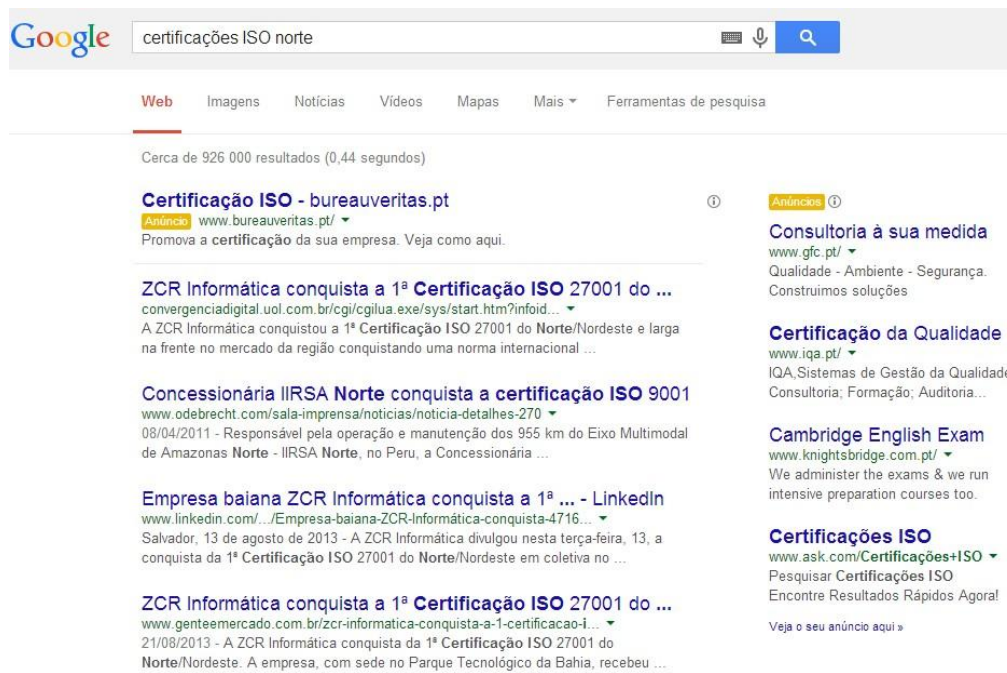 Google
certificações ISO norte
Web Imagens Notícias Vídeos Mapas Mais Ferramentas de pesquisa
Cerca de 926 000 resultados (0,44 segundos)
Certificação ISO - bureauveritas.pt
Anúncio www.bureauveritas.pt/
Promova a certificação da sua empresa. Veja como aqui.
ZCR Informática conquista a 1ª Certificação ISO 27001 do ...
convergenciadigital.uol.com.br/cgi/cgilua.exe/sys/start.htm?infoid...
A ZCR Informática conquistou a 1ª Certificação ISO 27001 do Norte/Nordeste e larga
na frente no mercado da região conquistando uma norma internacional ...
Concessionária IIRSA Norte conquista a certificação ISO 9001
www.odebrecht.com/sala-imprensa/noticias/noticia-detalhes-270
08/04/2011 - Responsável pela operação e manutenção dos 955 km do Eixo Multimodal
de Amazonas Norte - IIRSA Norte, no Peru, a Concessionária ...
Empresa baiana ZCR Informática conquista a 1ª ... - LinkedIn
www.linkedin.com/.../Empresa-baiana-ZCR-Informática-conquista-4716...
Salvador, 13 de agosto de 2013 - A ZCR Informática divulgou nesta terça-feira, 13, a
conquista da 1ª Certificação ISO 27001 do Norte/Nordeste em coletiva no ...
ZCR Informática conquista a 1ª Certificação ISO 27001 do ...
www.genteemercado.com.br/zcr-informatica-conquista-a-1-certificacao-i...
21/08/2013 - A ZCR Informática conquista da 1ª Certificação ISO 27001 do
Norte/Nordeste. A empresa, com sede no Parque Tecnológico da Bahia, recebeu ...
Anúncios
Consultoria à sua medida
www.gfc.pt/
Qualidade - Ambiente - Segurança.
Construimos soluções
Certificação da Qualidade
www.iqa.pt/
IQA,Sistemas de Gestão da Qualidade
Consultoria; Formação; Auditoria...
Cambridge English Exam
www.knightsbridge.com.pt/
We administer the exams & we run
intensive preparation courses too.
Certificações ISO
www.ask.com/Certificações+ISO
Pesquisar Certificações ISO
Encontre Resultados Rápidos Agora!
Veja o seu anúncio aqui »